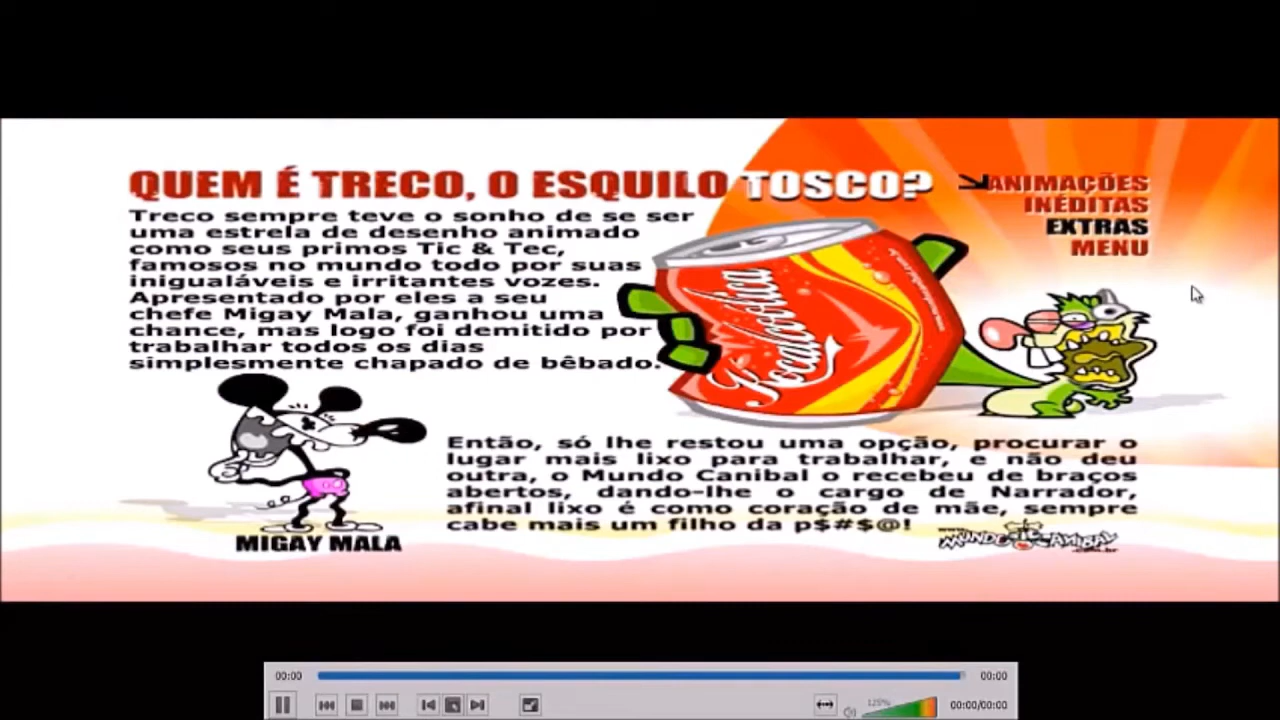 QUEM É TRECO, O ESQUILO TOSCO?
Treco sempre teve o sonho de se ser
uma estrela de desenho animado
como seus primos Tic & Tec,
famosos no mundo todo por suas
inigualáveis e irritantes vozes.
Apresentado por eles a seu
chefe Migay Mala, ganhou uma
chance, mas logo foi demitido por
trabalhar todos os dias
simplesmente chapado de bêbado.
ANIMAÇÕES
INÉDITAS
EXTRAS
MENU
Kocaalcoólica
MIGAY MALA
Então, só lhe restou uma opção, procurar o
lugar mais lixo para trabalhar, e não deu
outra, o Mundo Canibal o recebeu de braços
abertos, dando-lhe o cargo de Narrador,
afinal lixo é como coração de mãe, sempre
cabe mais um filho da p$#$@!
www.
MUNDO CANIBAL
.com.br
00:00
00:00
125%
00:00/00:00